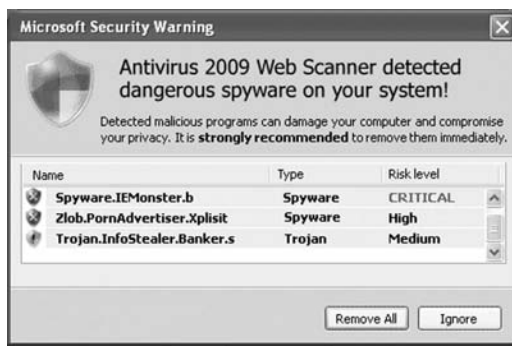 Microsoft Security Warning
Antivirus 2009 Web Scanner detected
dangerous spyware on your system!
Detected malicious programs can damage your computer and compromise
your privacy. It is strongly recommended to remove them immediately.
Name Type Risk level
Spyware.IEMonster.b Spyware CRITICAL
Zlob.PornAdvertiser.Xplisit Spyware High
Trojan.InfoStealer.Banker.s Trojan Medium
Remove All Ignore